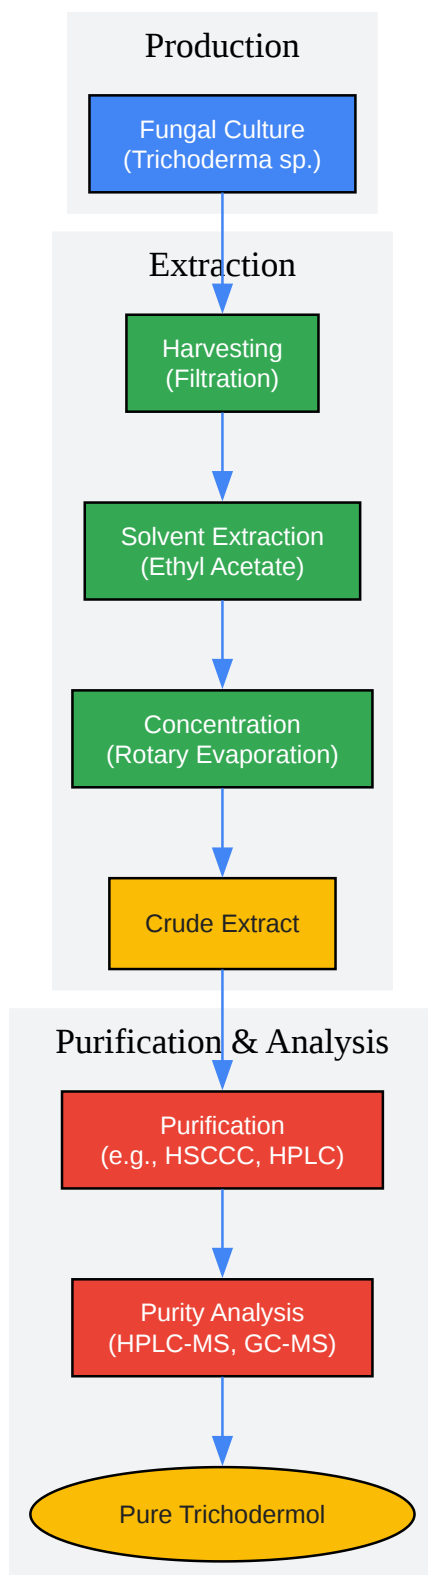 Production
Fungal Culture
(Trichoderma sp.)
Extraction
Harvesting
(Filtration)
Solvent Extraction
(Ethyl Acetate)
Concentration
(Rotary Evaporation)
Crude Extract
Purification & Analysis
Purification
(e.g., HSCCC, HPLC)
Purity Analysis
(HPLC-MS, GC-MS)
Pure Trichodermol